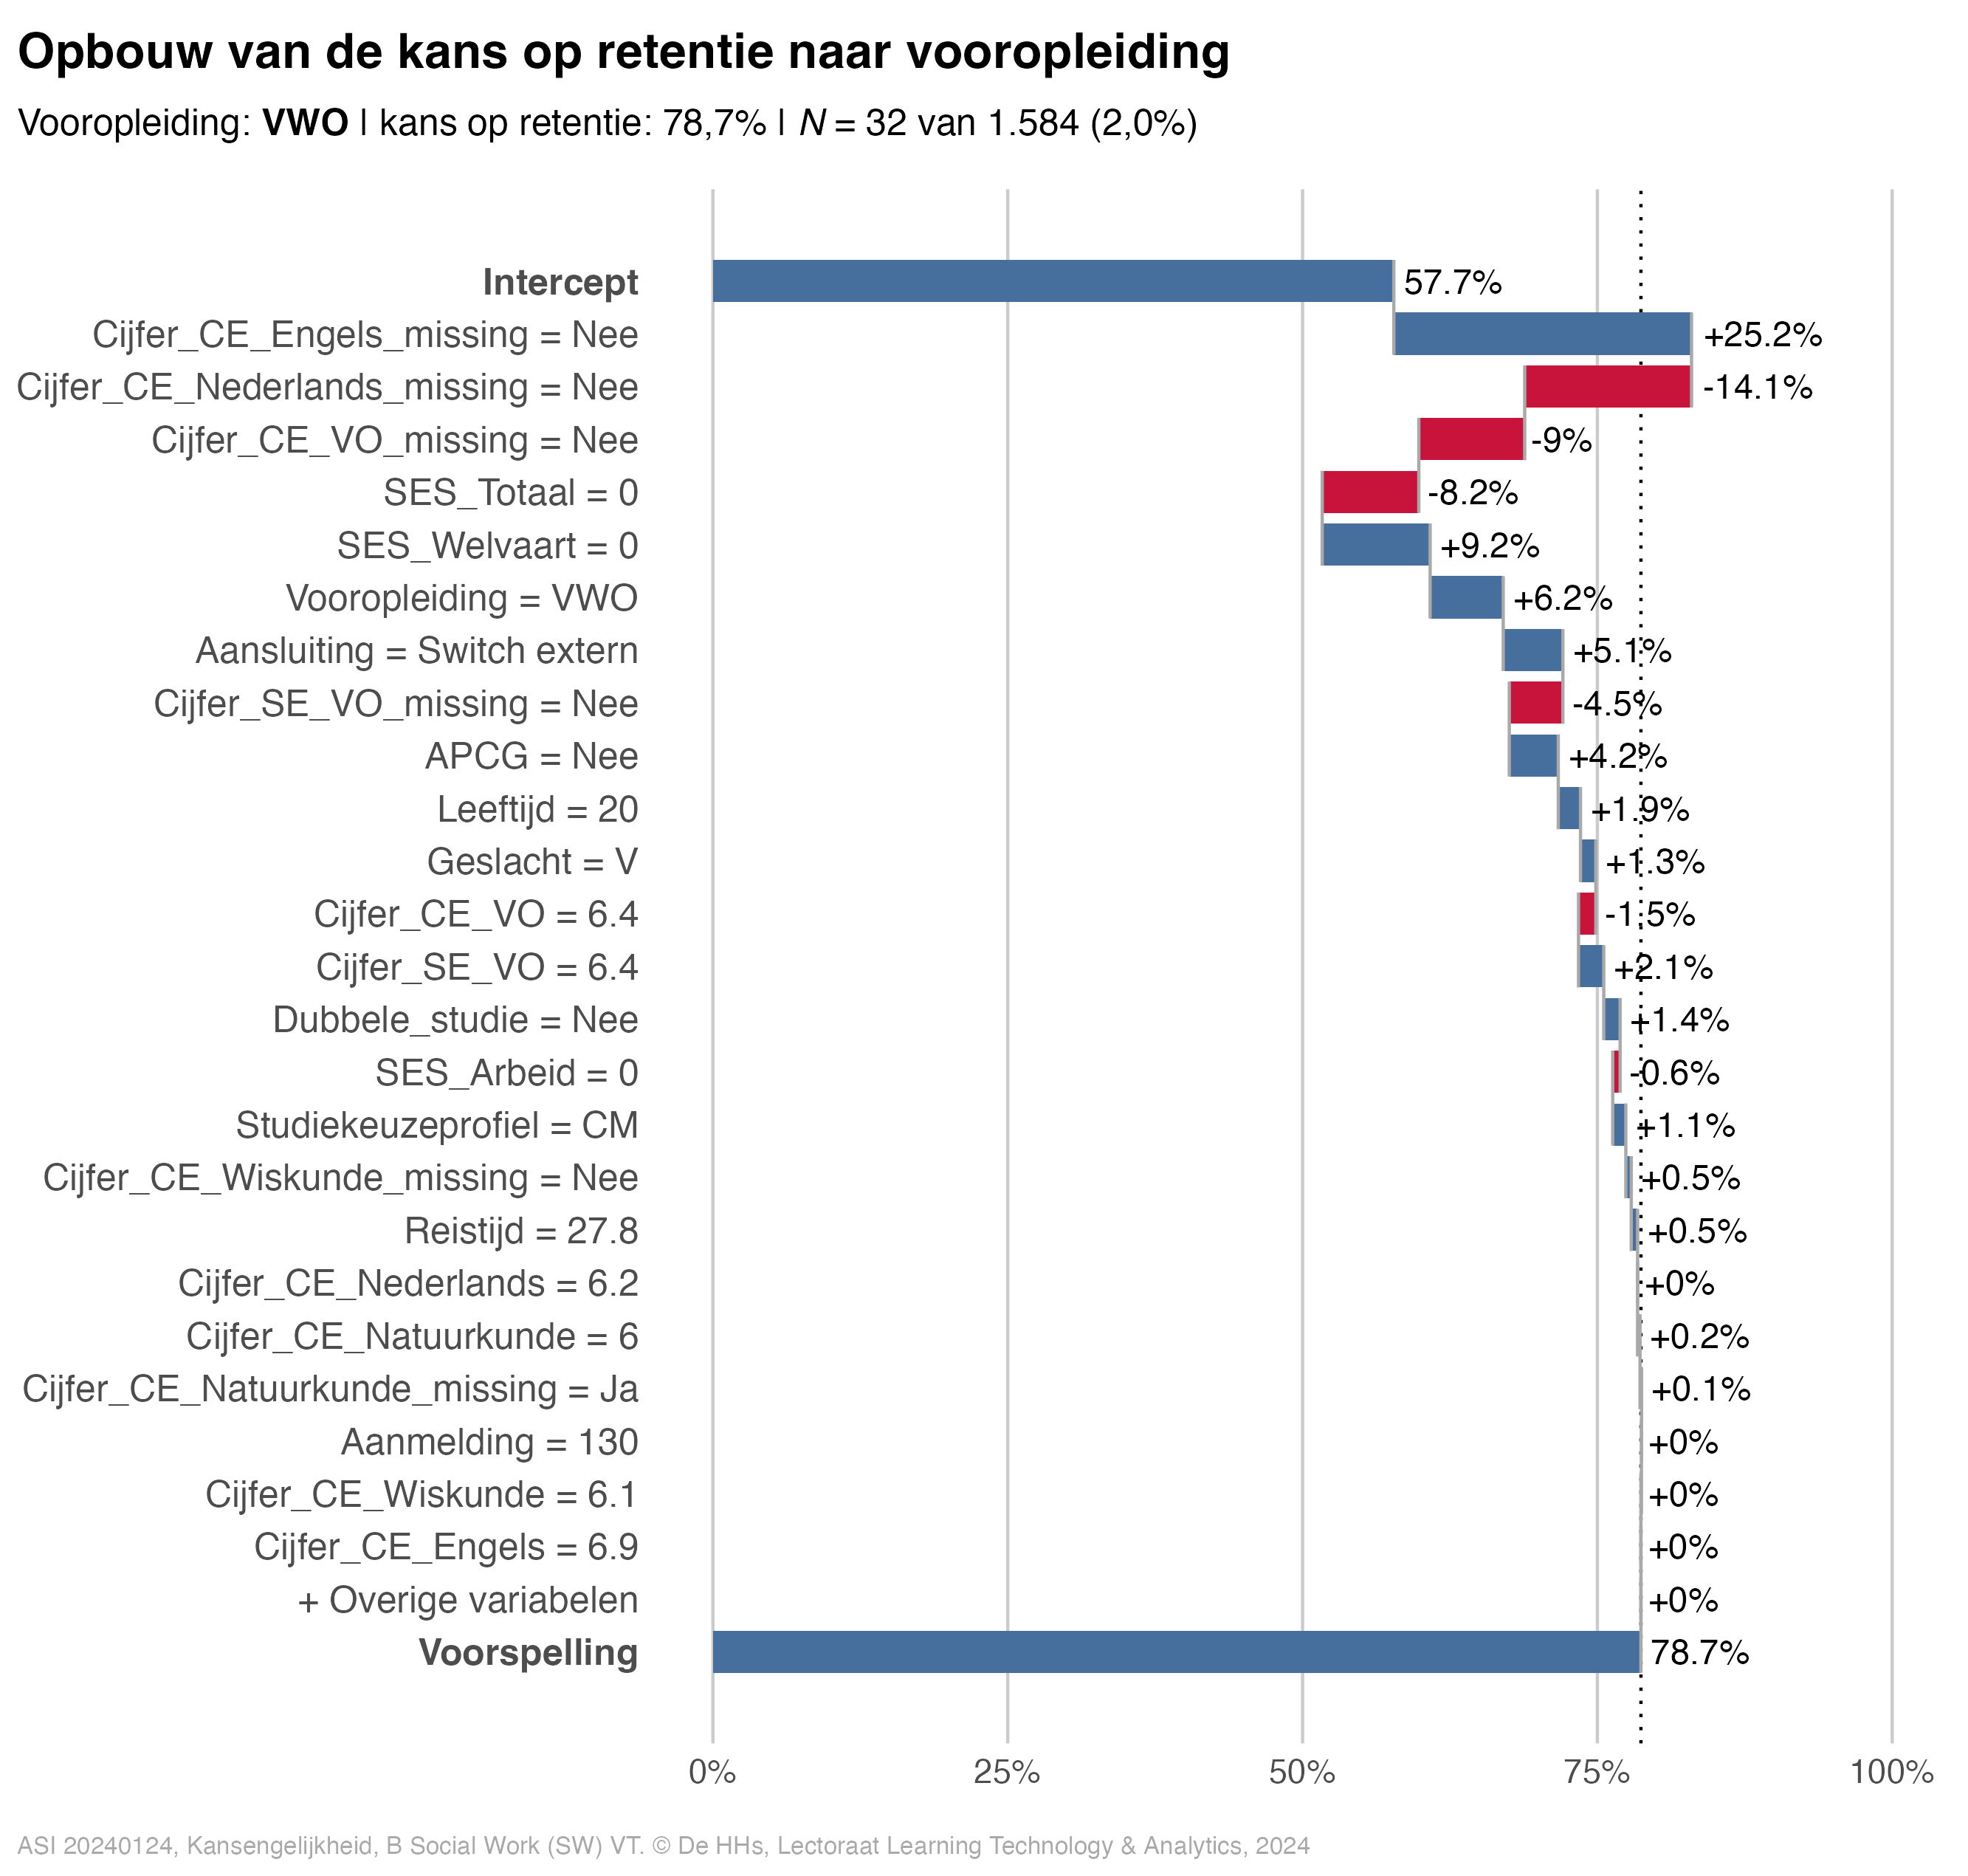 Opbouw van de kans op retentie naar vooropleiding
Vooropleiding: VWO | kans op retentie: 78,7% | N = 32 van 1.584 (2,0%)
Intercept 57.7%
Cijfer_CE_Engels_missing = Nee +25.2%
Cijfer_CE_Nederlands_missing = Nee -14.1%
Cijfer_CE_VO_missing = Nee -9%
SES_Totaal = 0 -8.2%
SES_Welvaart = 0 +9.2%
Vooropleiding = VWO +6.2%
Aansluiting = Switch extern +5.1%
Cijfer_SE_VO_missing = Nee -4.5%
APCG = Nee +4.2%
Leeftijd = 20 +1.9%
Geslacht = V +1.3%
Cijfer_CE_VO = 6.4 -1.5%
Cijfer_SE_VO = 6.4 +2.1%
Dubbele_studie = Nee +1.4%
SES_Arbeid = 0 -0.6%
Studiekeuzeprofiel = CM +1.1%
Cijfer_CE_Wiskunde_missing = Nee +0.5%
Reistijd = 27.8 +0.5%
Cijfer_CE_Nederlands = 6.2 +0%
Cijfer_CE_Natuurkunde = 6 +0.2%
Cijfer_CE_Natuurkunde_missing = Ja +0.1%
Aanmelding = 130 +0%
Cijfer_CE_Wiskunde = 6.1 +0%
Cijfer_CE_Engels = 6.9 +0%
+ Overige variabelen +0%
Voorspelling 78.7%
0% 25% 50% 75% 100%
ASI 20240124, Kansengelijkheid, B Social Work (SW) VT. © De HHs, Lectoraat Learning Technology & Analytics, 2024